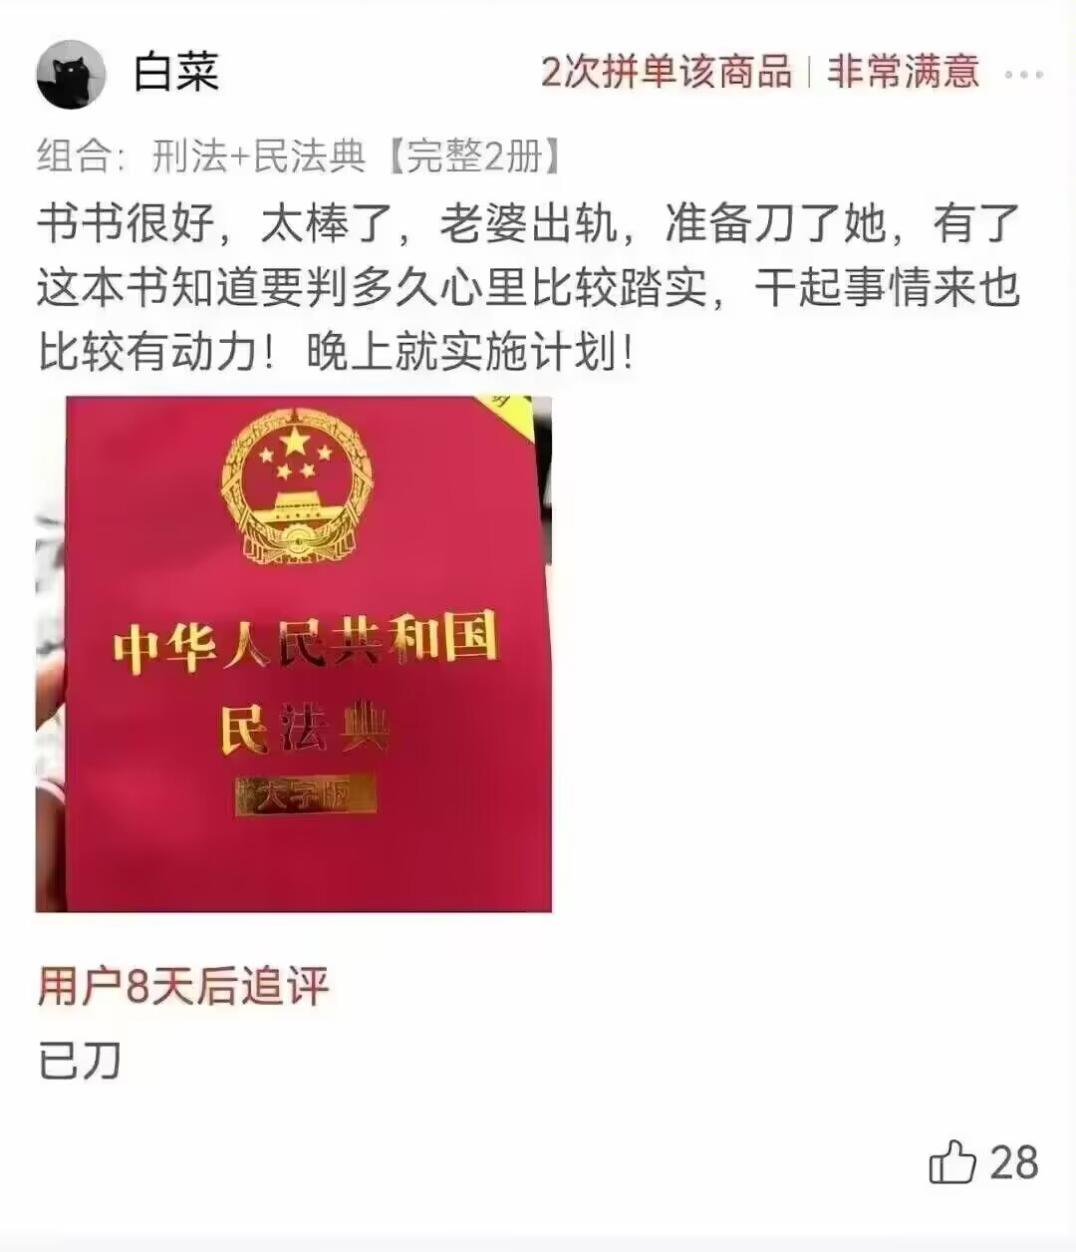 白菜
2次拼单该商品 | 非常满意
组合：刑法+民法典【完整2册】
书书很好，太棒了，老婆出轨，准备刀了她，有了
这本书知道要判多久心里比较踏实，干起事情来也
比较有动力！晚上就实施计划！
中华人民共和国
民法典
大字版
用户8天后追评
已刀
28